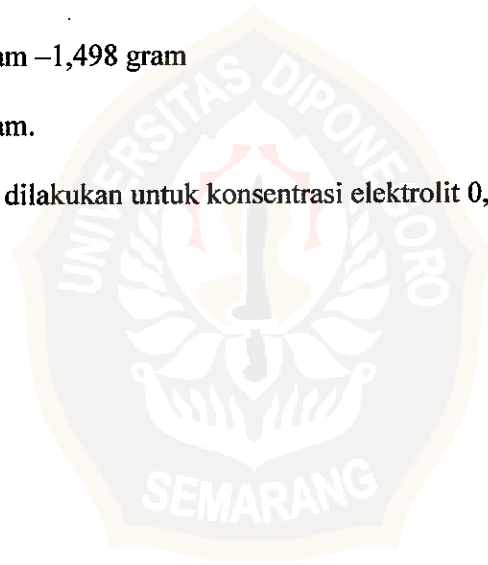 am –1,498 gram
am.
dilakukan untuk konsentrasi elektrolit 0,
UNIVERSITAS DIPONEGORO
SEMARANG